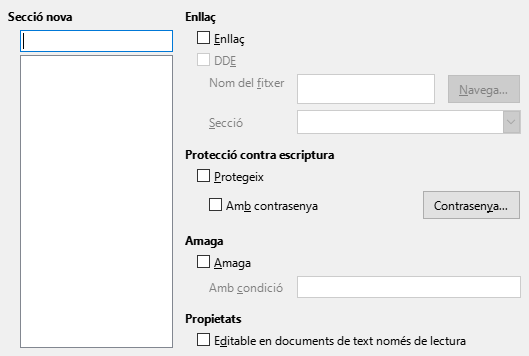 Secció nova
Enllaç
Enllaç
DDE
Nom del fitxer
Navega...
Secció
Protecció contra escriptura
Protegeix
Amb contrasenya
Contrasenya...
Amaga
Amaga
Amb condició
Propietats
Editable en documents de text només de lectura